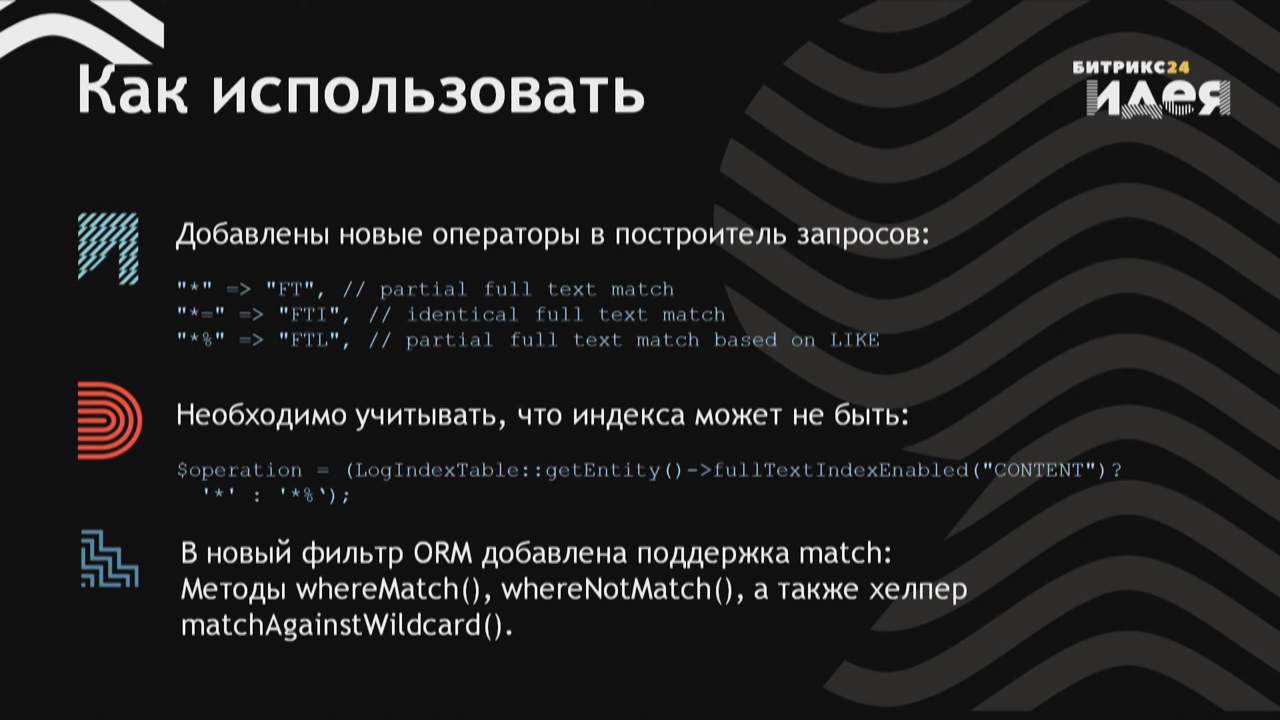 Как использовать
БИТРИКС24
идея
Добавлены новые операторы в построитель запросов:
"*" => "FT", // partial full text match
"*=" => "FTI", // identical full text match
"*%" => "FTL", // partial full text match based on LIKE
Необходимо учитывать, что индекса может не быть:
$operation = (LogIndexTable::getEntity()->fullTextIndexEnabled("CONTENT")?
'*' : '*%‛);
В новый фильтр ORM добавлена поддержка match:
Методы whereMatch(), whereNotMatch(), а также хелпер
matchAgainstWildcard().